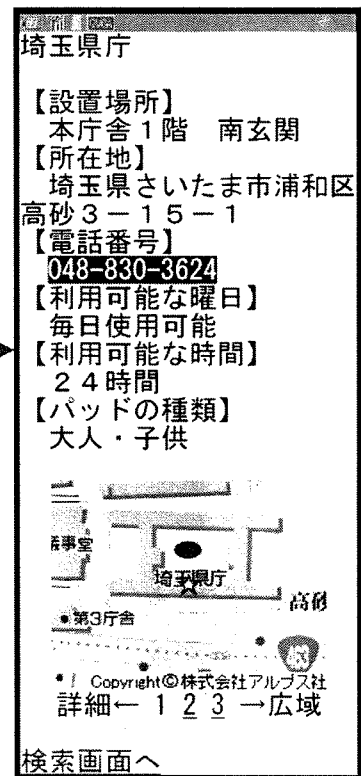 埼玉県庁
【設置場所】
本庁舎１階　南玄関
【所在地】
埼玉県さいたま市浦和区
高砂３－１５－１
【電話番号】
048-830-3624
【利用可能な曜日】
毎日使用可能
【利用可能な時間】
２４時間
【パッドの種類】
大人・子供
議事堂
埼玉県庁
高砂
第3庁舎
Copyright©株式会社アルプス社
詳細← 1 2 3 →広域
検索画面へ